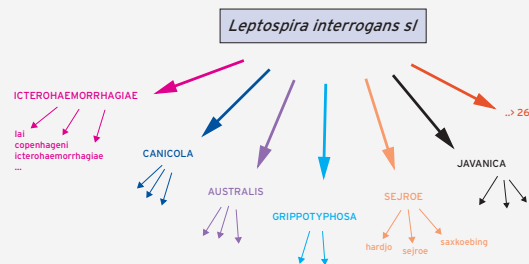 Leptospira interrogans sl
ICTEROHAEMORRHAGIAE
lai
copenhageni
icterohaemorrhagiae
...
CANICOLA
AUSTRALIS
GRIPPOTYPHOSA
SEJROE
hardjo
sejroe
saxkoebing
JAVANICA
..> 26